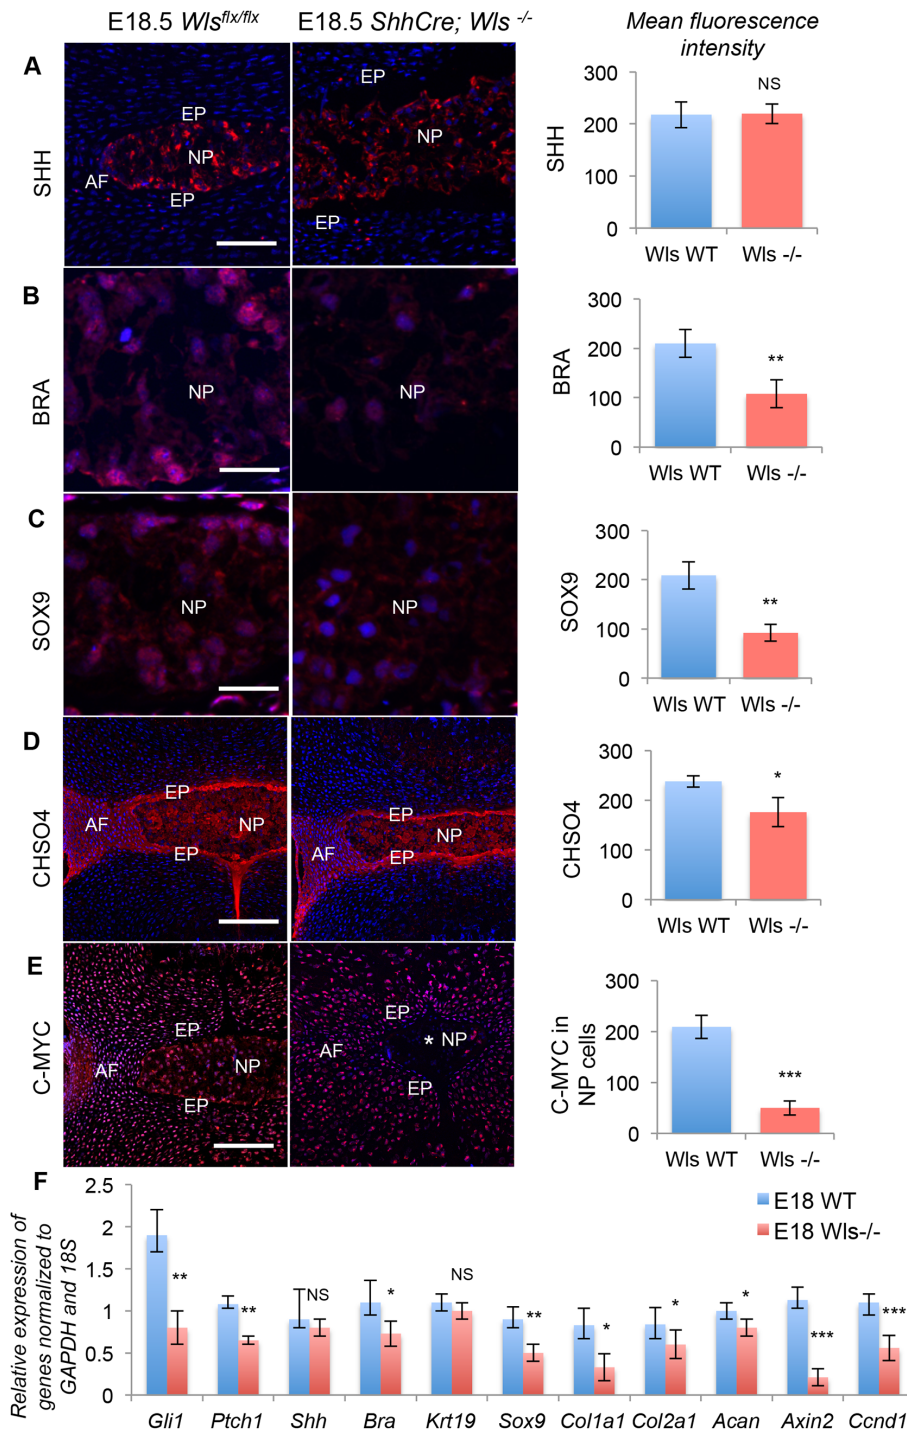 E18.5 Wls flx/flx
E18.5 ShhCre; Wls -/-
Mean fluorescence
intensity
A
SHH
EP
NP
AF
EP
EP
NP
EP
SHH
300
200
100
0
NS
Wls WT
Wls -/-
B
BRA
NP
NP
BRA
300
200
100
0
**
Wls WT
Wls -/-
C
SOX9
NP
NP
SOX9
300
200
100
0
**
Wls WT
Wls -/-
D
CHSO4
EP
AF
NP
EP
EP
NP
AF
EP
CHSO4
300
200
100
0
*
Wls WT
Wls -/-
E
C-MYC
EP
AF
NP
EP
EP
AF
* NP
EP
C-MYC in
NP cells
300
200
100
0
***
Wls WT
Wls -/-
F
Relative expression of
genes normalized to
GAPDH and 18S
2.5
2
1.5
1
0.5
0
E18 WT
E18 Wls-/-
**
**
NS
*
NS
**
*
*
*
***
***
Gli1 Ptch1 Shh Bra Krt19 Sox9 Col1a1 Col2a1 Acan Axin2 Ccnd1